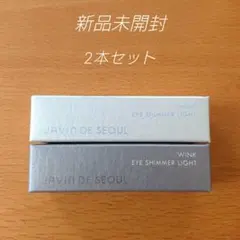 新品未開封
2本セット
WINK
EYE SHIMMER LIGHT
JAVIN DE SEOUL
WINK
EYE SHIMMER LIGHT
JAVIN DE SEOUL